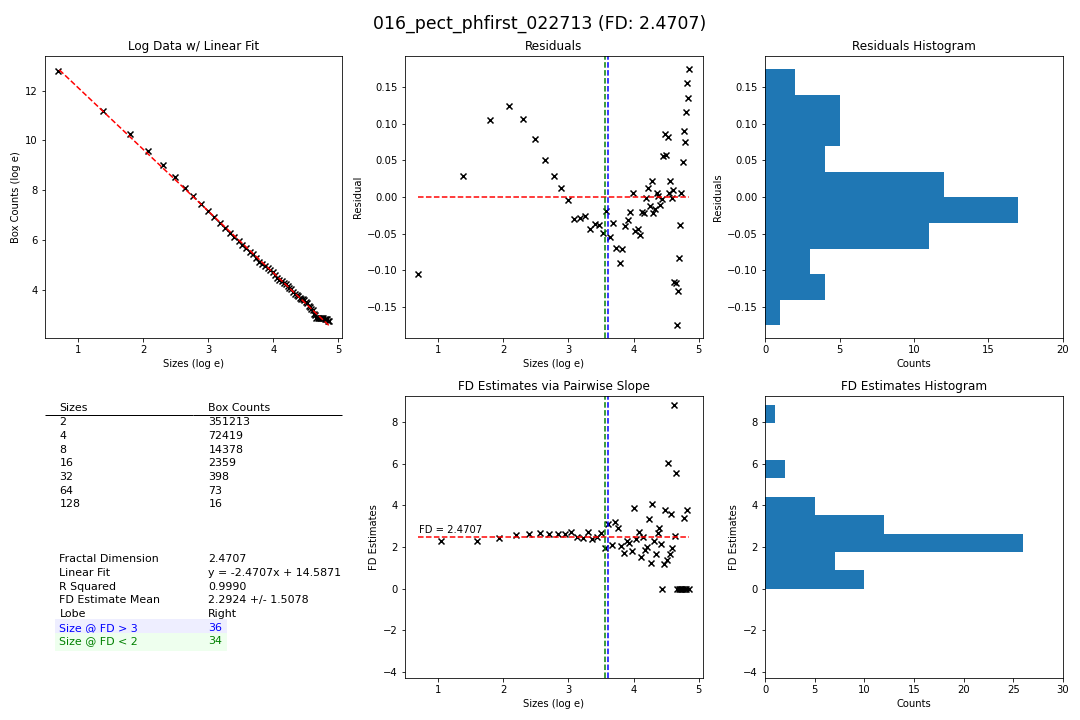 016_pect_phfirst_022713 (FD: 2.4707)
Log Data w/ Linear Fit
Box Counts (log e)
12
10
8
6
4
1
2
3
4
5
Sizes (log e)
Residuals
Residual
0.15
0.10
0.05
0.00
−0.05
−0.10
−0.15
1
2
3
4
5
Sizes (log e)
Residuals Histogram
Residuals
0.15
0.10
0.05
0.00
−0.05
−0.10
−0.15
0
5
10
15
20
Counts
Sizes Box Counts
2 351213
4 72419
8 14378
16 2359
32 398
64 73
128 16
Fractal Dimension 2.4707
Linear Fit y = -2.4707x + 14.5871
R Squared 0.9990
FD Estimate Mean 2.2924 +/- 1.5078
Lobe Right
Size @ FD > 3 36
Size @ FD < 2 34
FD Estimates via Pairwise Slope
FD Estimates
8
6
4
2
0
−2
−4
FD = 2.4707
1
2
3
4
5
Sizes (log e)
FD Estimates Histogram
FD Estimates
8
6
4
2
0
−2
−4
0
5
10
15
20
25
30
Counts